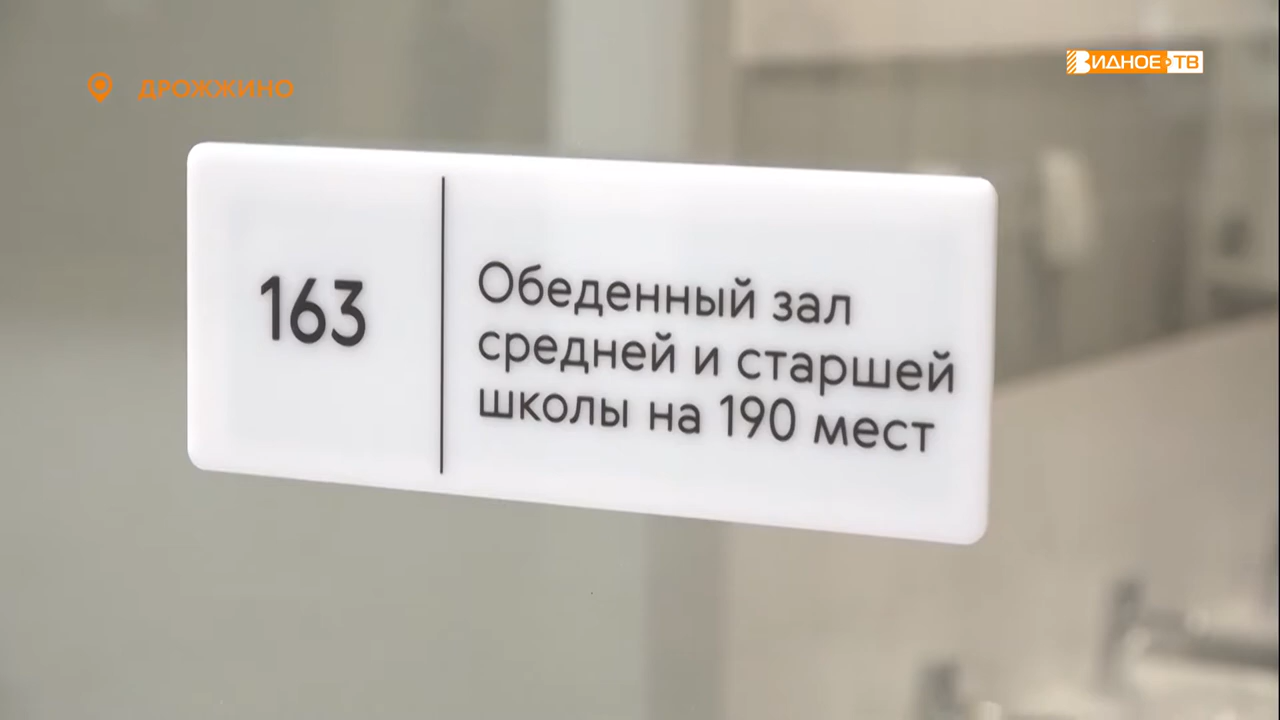 ДРОЖЖИНО
ВИДНОЕ ТВ
163
Обеденный зал
средней и старшей
школы на 190 мест